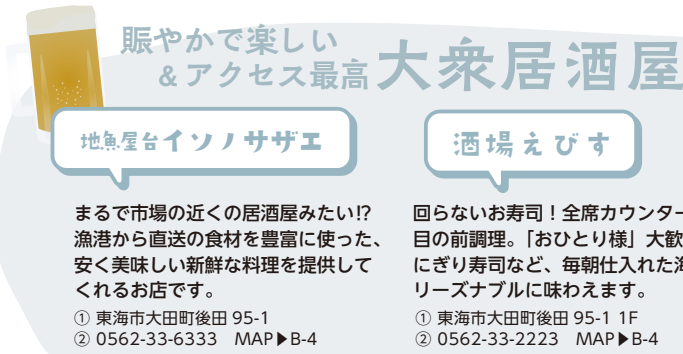 賑やかで楽しい
&アクセス最高 大衆居酒屋
地魚屋台イソノサザエ
まるで市場の近くの居酒屋みたい!?
漁港から直送の食材を豊富に使った、
安く美味しい新鮮な料理を提供して
くれるお店です。
① 東海市大田町後田 95-1
② 0562-33-6333 MAP▶B-4
酒場えびす
回らないお寿司!全席カウンター
目の前調理。「おひとり様」大歓
にぎり寿司など、毎朝仕入れた海
リーズナブルに味わえます。
① 東海市大田町後田 95-1 1F
② 0562-33-2223 MAP▶B-4